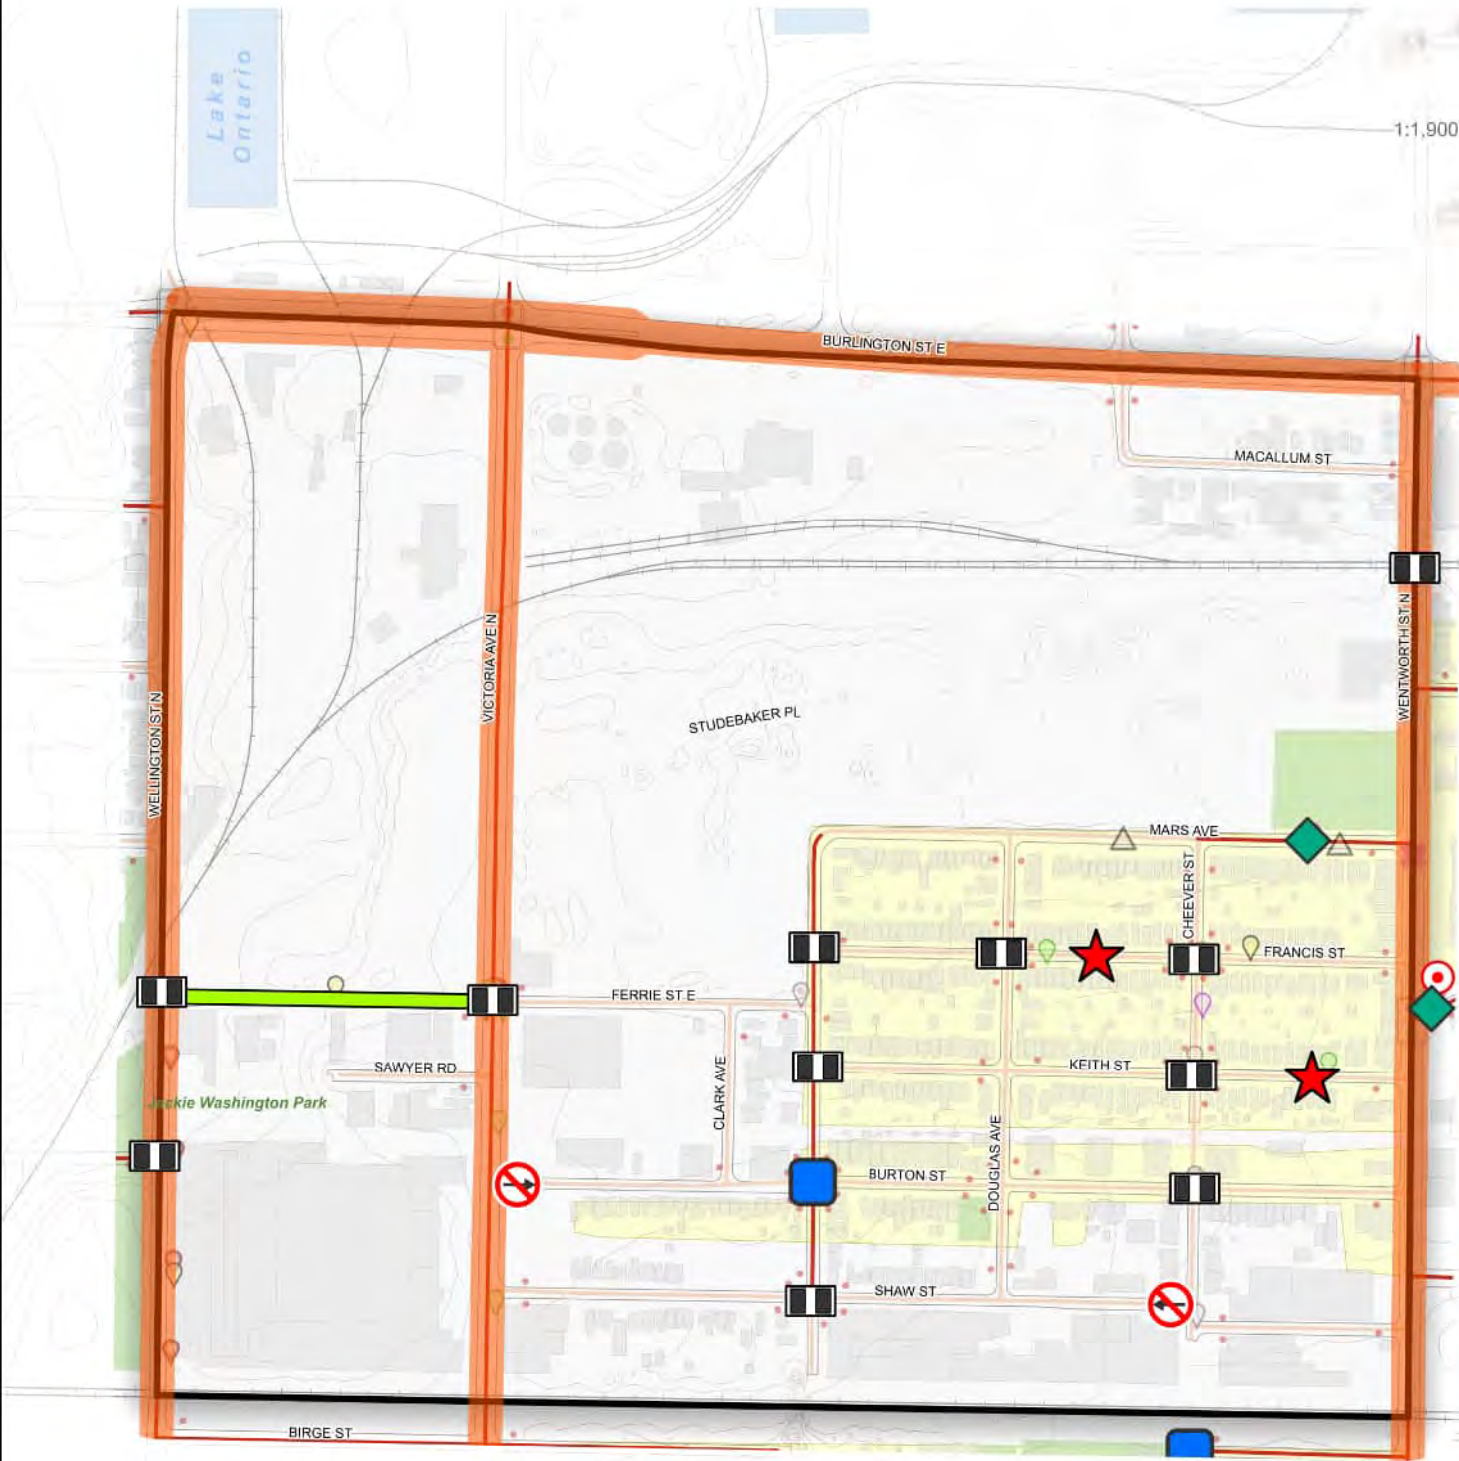 Lake
Ontario
1:1,900
BURLINGTON ST E
MACALLUM ST
VICTORIA AVE N
WENTWORTH ST N
WELLINGTON ST N
STUDEBAKER PL
MARS AVE
CHEEVER ST
FRANCIS ST
FERRIE ST E
SAWYER RD
CLARK AVE
KEITH ST
Jackie Washington Park
DOUGLAS AVE
BURTON ST
SHAW ST
BIRGE ST